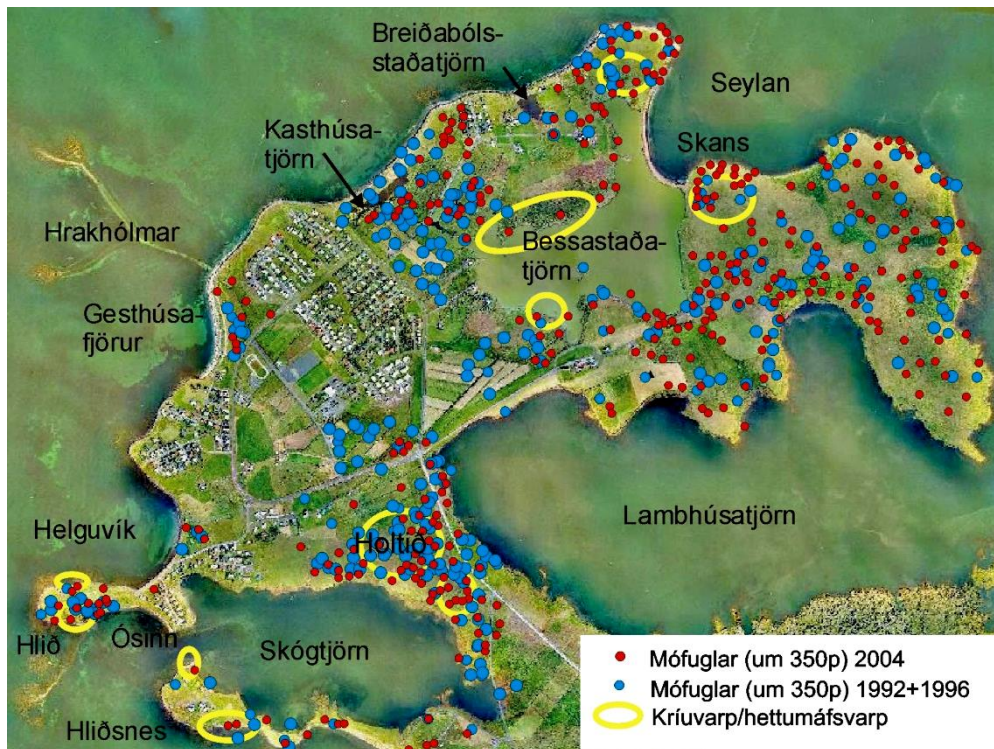 Breiðabóls-
staðatjörn
Seylan
Kasthúsa-
tjörn
Skans
Hrakhólmar
Bessastaða-
tjörn
Gesthúsa-
fjörur
Lambhúsatjörn
Helguvík
Holtið
Hlið
Ósinn
Skógtjörn
Hliðsnes
Mófuglar (um 350p) 2004
Mófuglar (um 350p) 1992+1996
Kríuvarp/hettumáfsvarp